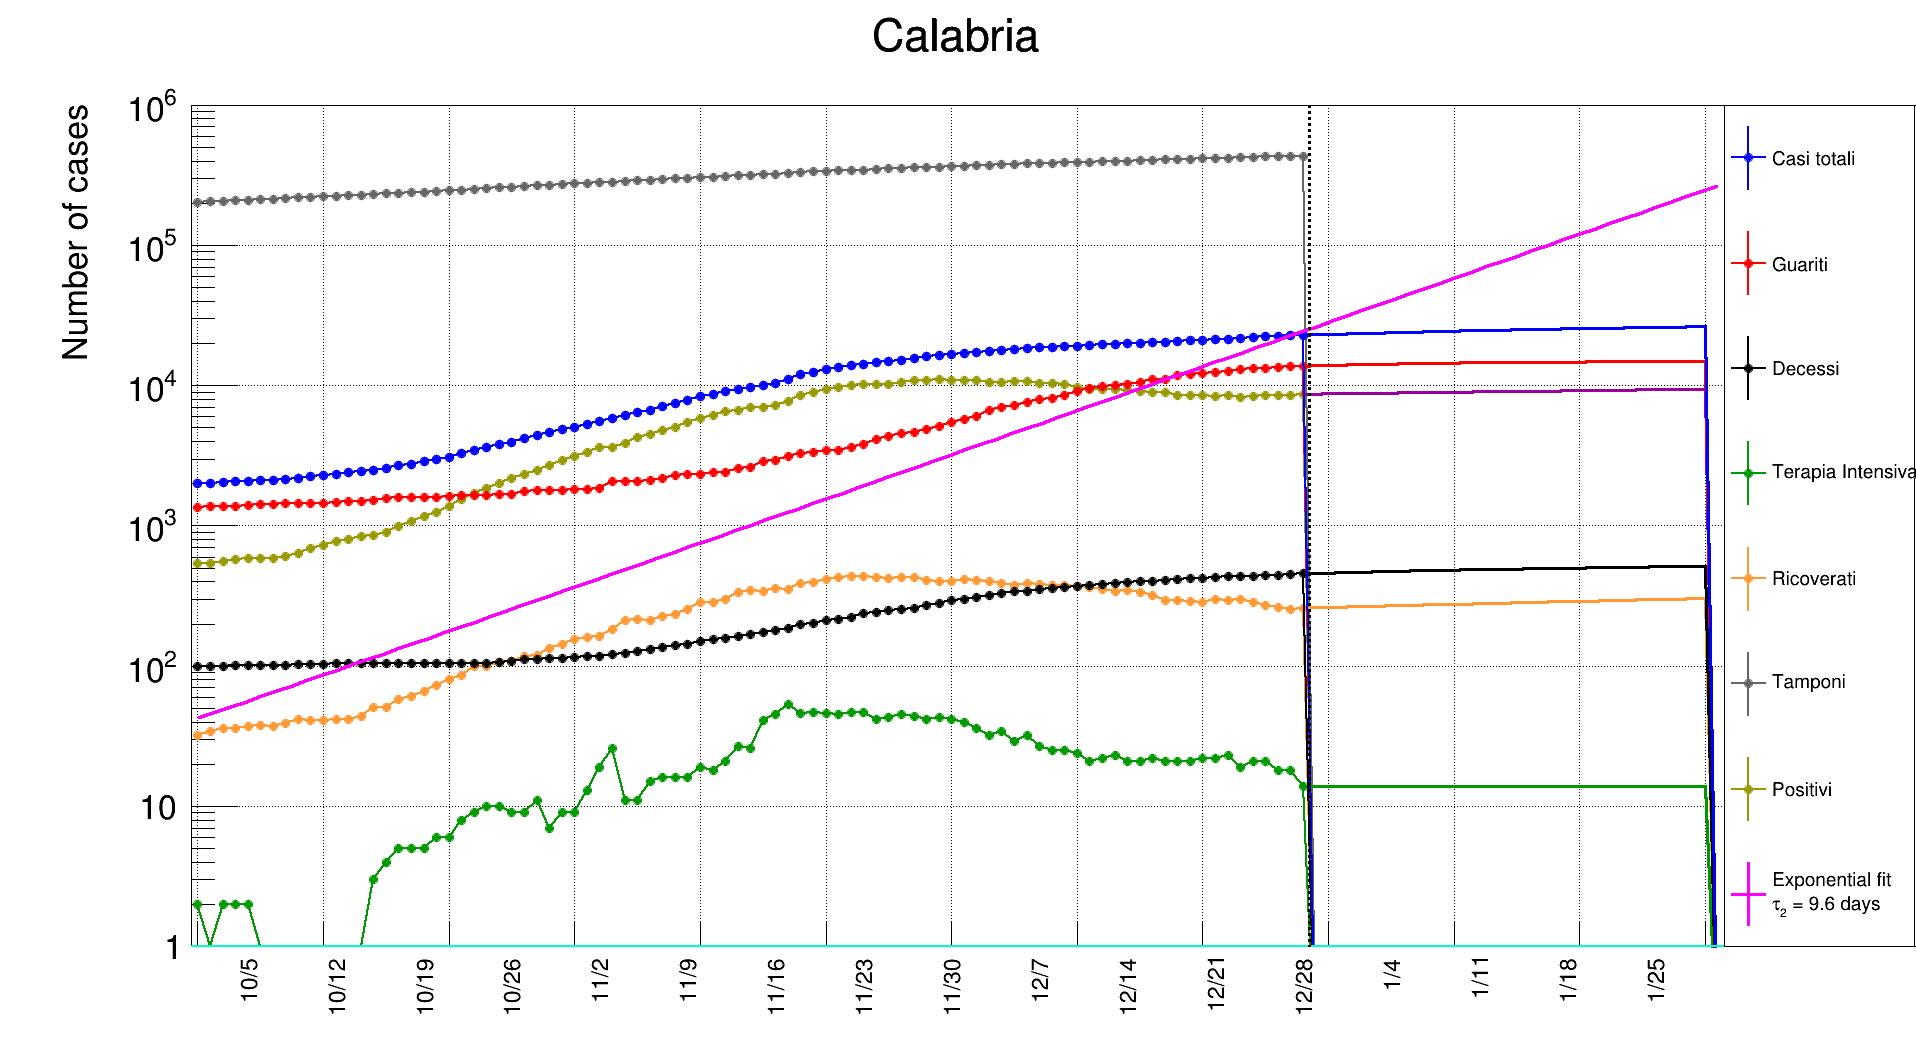 Calabria
Number of cases
10^6
10^5
10^4
10^3
10^2
10
1
10/5
10/12
10/19
10/26
11/2
11/9
11/16
11/23
11/30
12/7
12/14
12/21
12/28
1/4
1/11
1/18
1/25
Casi totali
Guariti
Decessi
Terapia Intensiva
Ricoverati
Tamponi
Positivi
Exponential fit
τ₂ = 9.6 days